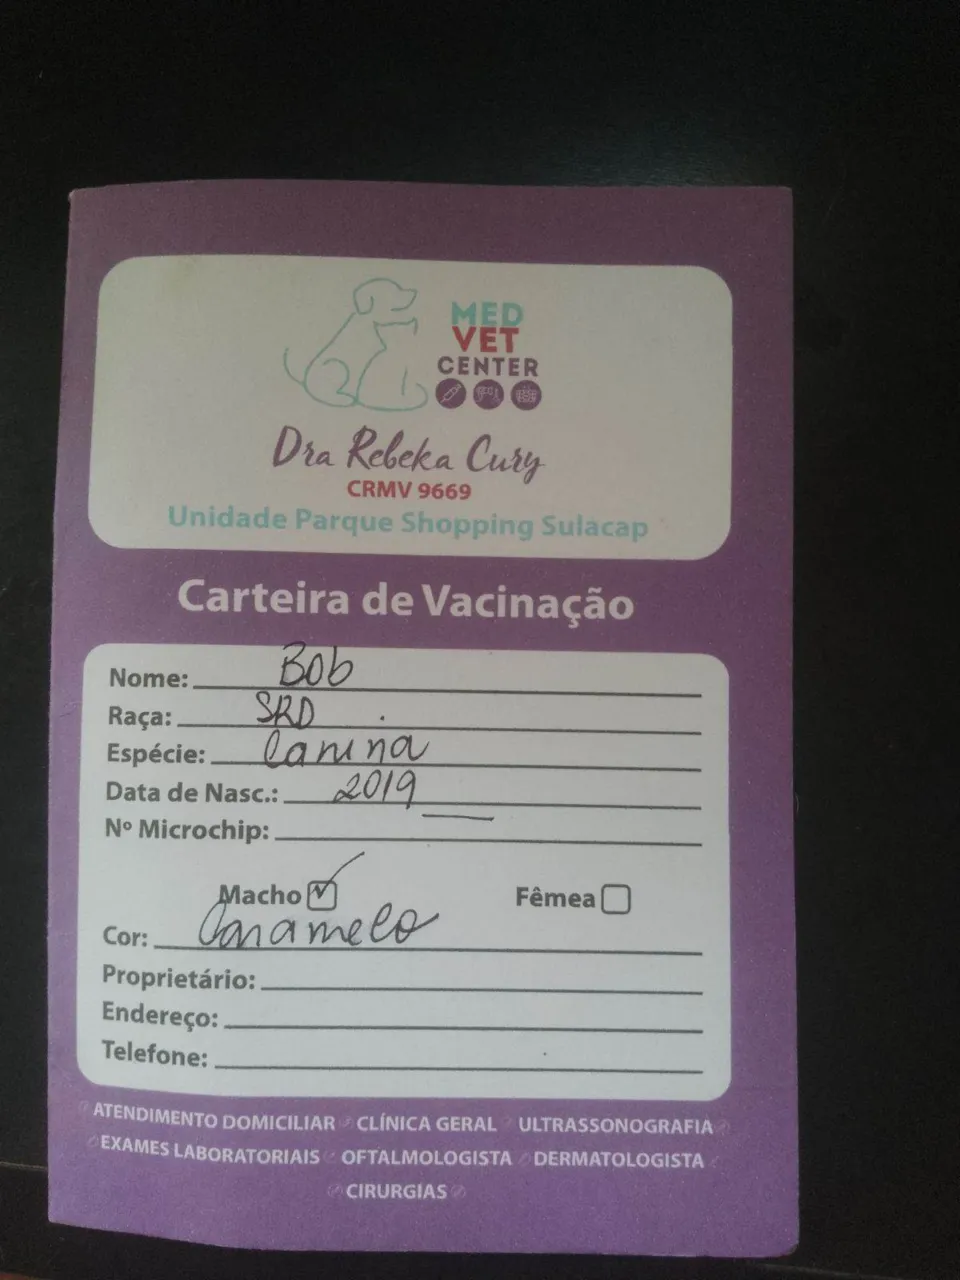 MED
VET
CENTER
Dra Rebeka Cury
CRMV 9669
Unidade Parque Shopping Sulacap
Carteira de Vacinação
Nome: Bob
Raça: SRD
Espécie: Canina
Data de Nasc.: 2019
Nº Microchip:
Macho Fêmea
Cor: Caramelo
Proprietário:
Endereço:
Telefone:
ATENDIMENTO DOMICILIAR CLÍNICA GERAL ULTRASSONOGRAFIA
EXAMES LABORATORIAIS OFTALMOLOGISTA DERMATOLOGISTA
CIRURGIAS